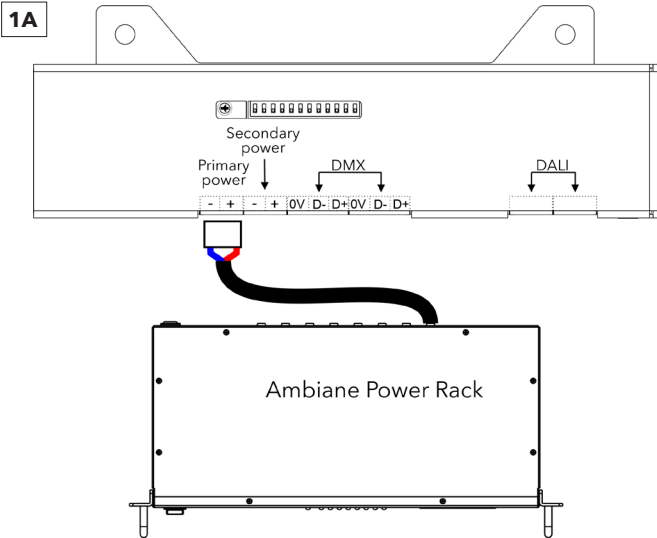 1A
Secondary
power
Primary
power
DMX
DALI
- + - + 0V D- D+ 0V D- D+
Ambiane Power Rack